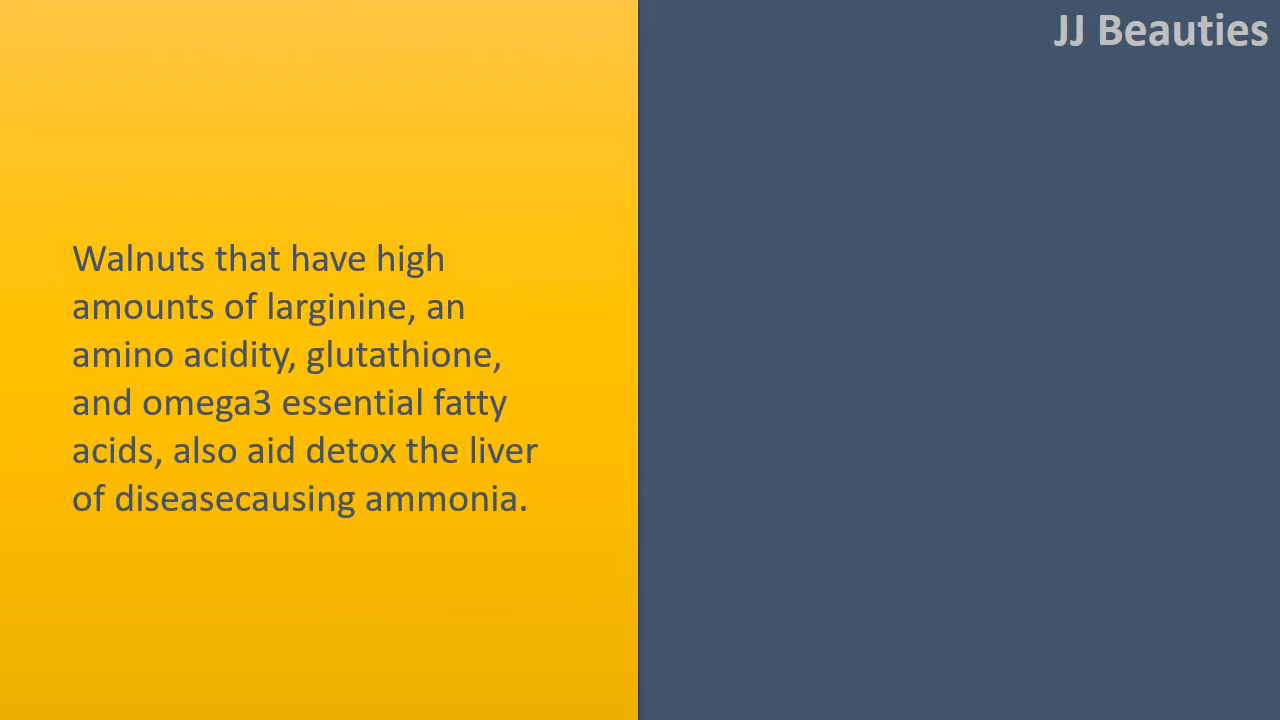 JJ Beauties
Walnuts that have high
amounts of larginine, an
amino acidity, glutathione,
and omega3 essential fatty
acids, also aid detox the liver
of diseasecausing ammonia.